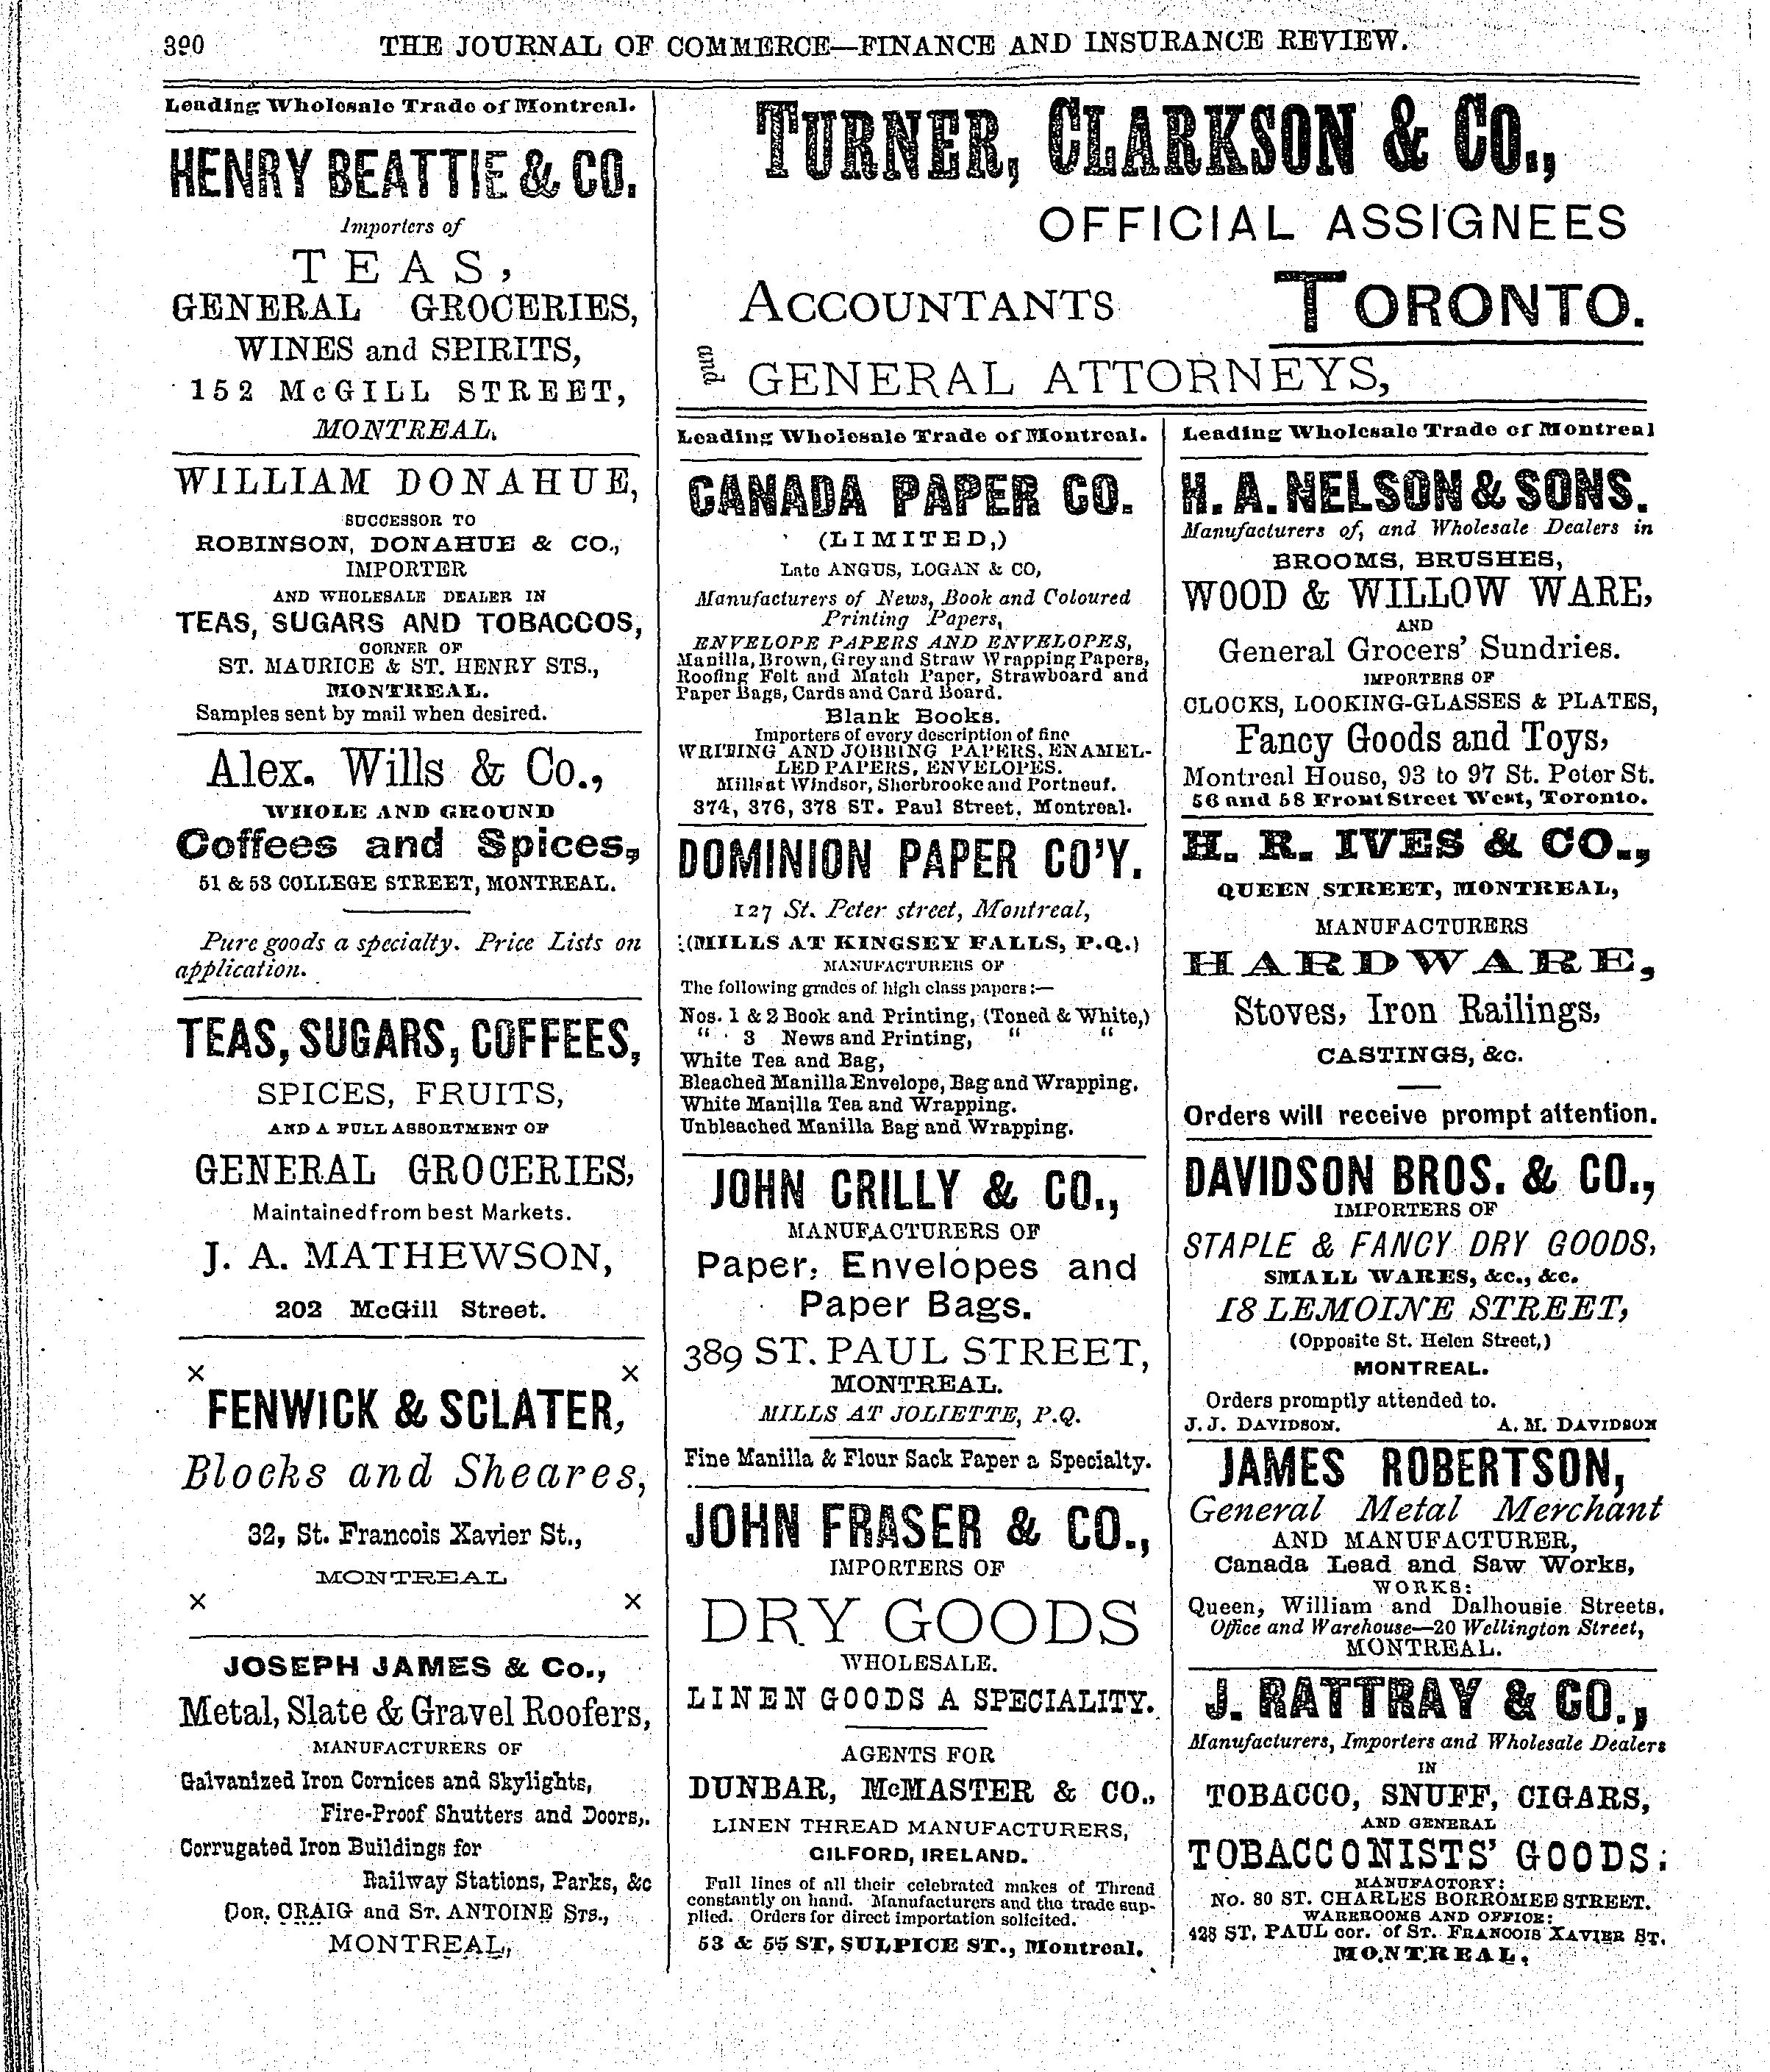 390 THE JOURNAL OF COMMERCE—FINANCE AND INSURANCE REVIEW.
Leading Wholesale Trade of Montreal.
HENRY BEATTIE & CO.
Importers of
TEAS,
GENERAL GROCERIES,
WINES and SPIRITS,
152 McGILL STREET,
MONTREAL.
WILLIAM DONAHUE,
SUCCESSOR TO
ROBINSON, DONAHUE & CO.,
IMPORTER
AND WHOLESALE DEALER IN
TEAS, SUGARS AND TOBACCOS,
CORNER OF
ST. MAURICE & ST. HENRY STS.,
MONTREAL.
Samples sent by mail when desired.
Alex. Wills & Co.,
WHOLE AND GROUND
Coffees and Spices,
51 & 53 COLLEGE STREET, MONTREAL.
Pure goods a specialty. Price Lists on
application.
TEAS, SUGARS, COFFEES,
SPICES, FRUITS,
AND A FULL ASSORTMENT OF
GENERAL GROCERIES,
Maintained from best Markets.
J. A. MATHEWSON,
202 McGill Street.
x x
FENWICK & SCLATER,
Blocks and Sheares,
32, St. Francois Xavier St.,
MONTREAL
x x
JOSEPH JAMES & Co.,
Metal, Slate & Gravel Roofers,
MANUFACTURERS OF
Galvanized Iron Cornices and Skylights,
Fire-Proof Shutters and Doors,
Corrugated Iron Buildings for
Railway Stations, Parks, &c
Cor. CRAIG and ST. ANTOINE STS.,
MONTREAL,
TURNER, CLARKSON & CO.,
OFFICIAL ASSIGNEES
ACCOUNTANTS TORONTO.
and GENERAL ATTORNEYS,
Leading Wholesale Trade of Montreal.
CANADA PAPER CO.
(LIMITED,)
Late ANGUS, LOGAN & CO,
Manufacturers of News, Book and Coloured
Printing Papers,
ENVELOPE PAPERS AND ENVELOPES,
Manilla, Brown, Grey and Straw Wrapping Papers,
Roofing Felt and Match Paper, Strawboard and
Paper Bags, Cards and Card Board.
Blank Books.
Importers of every description of fine
WRITING AND JOBBING PAPERS, ENAMEL-
LED PAPERS, ENVELOPES.
Mills at Windsor, Sherbrooke and Portneuf.
374, 376, 378 ST. Paul Street, Montreal.
DOMINION PAPER CO'Y.
127 St. Peter street, Montreal,
(MILLS AT KINGSEY FALLS, P.Q.)
MANUFACTURERS OF
The following grades of high class papers:—
Nos. 1 & 2 Book and Printing, (Toned & White,)
" 3 News and Printing, " "
White Tea and Bag,
Bleached Manilla Envelope, Bag and Wrapping.
White Manilla Tea and Wrapping.
Unbleached Manilla Bag and Wrapping.
JOHN CRILLY & CO.,
MANUFACTURERS OF
Paper, Envelopes and
Paper Bags.
389 ST. PAUL STREET,
MONTREAL.
MILLS AT JOLIETTE, P.Q.
Fine Manilla & Flour Sack Paper a Specialty.
JOHN FRASER & CO.,
IMPORTERS OF
DRY GOODS
WHOLESALE.
LINEN GOODS A SPECIALITY.
AGENTS FOR
DUNBAR, McMASTER & CO.,
LINEN THREAD MANUFACTURERS,
GILFORD, IRELAND.
Full lines of all their celebrated makes of Thread
constantly on hand. Manufacturers and the trade sup-
plied. Orders for direct importation solicited.
53 & 55 ST. SULPICE ST., Montreal.
Leading Wholesale Trade of Montreal
H. A. NELSON & SONS.
Manufacturers of, and Wholesale Dealers in
BROOMS, BRUSHES,
WOOD & WILLOW WARE,
AND
General Grocers' Sundries.
IMPORTERS OF
CLOCKS, LOOKING-GLASSES & PLATES,
Fancy Goods and Toys,
Montreal House, 93 to 97 St. Peter St.
56 and 58 Front Street West, Toronto.
H. R. IVES & CO.,
QUEEN STREET, MONTREAL,
MANUFACTURERS
HARDWARE,
Stoves, Iron Railings,
CASTINGS, &c.
Orders will receive prompt attention.
DAVIDSON BROS. & CO.,
IMPORTERS OF
STAPLE & FANCY DRY GOODS,
SMALL WARES, &c., &c.
18 LEMOINE STREET,
(Opposite St. Helen Street,)
MONTREAL.
Orders promptly attended to.
J. J. DAVIDSON. A. M. DAVIDSON
JAMES ROBERTSON,
General Metal Merchant
AND MANUFACTURER,
Canada Lead and Saw Works,
WORKS:
Queen, William and Dalhousie Streets.
Office and Warehouse—20 Wellington Street,
MONTREAL.
J. RATTRAY & CO.,
Manufacturers, Importers and Wholesale Dealers
IN
TOBACCO, SNUFF, CIGARS,
AND GENERAL
TOBACCONISTS' GOODS:
MANUFACTORY:
No. 80 ST. CHARLES BORROMEE STREET.
WAREROOMS AND OFFICE:
428 ST. PAUL cor. of ST. FRANCOIS XAVIER ST.
MONTREAL.